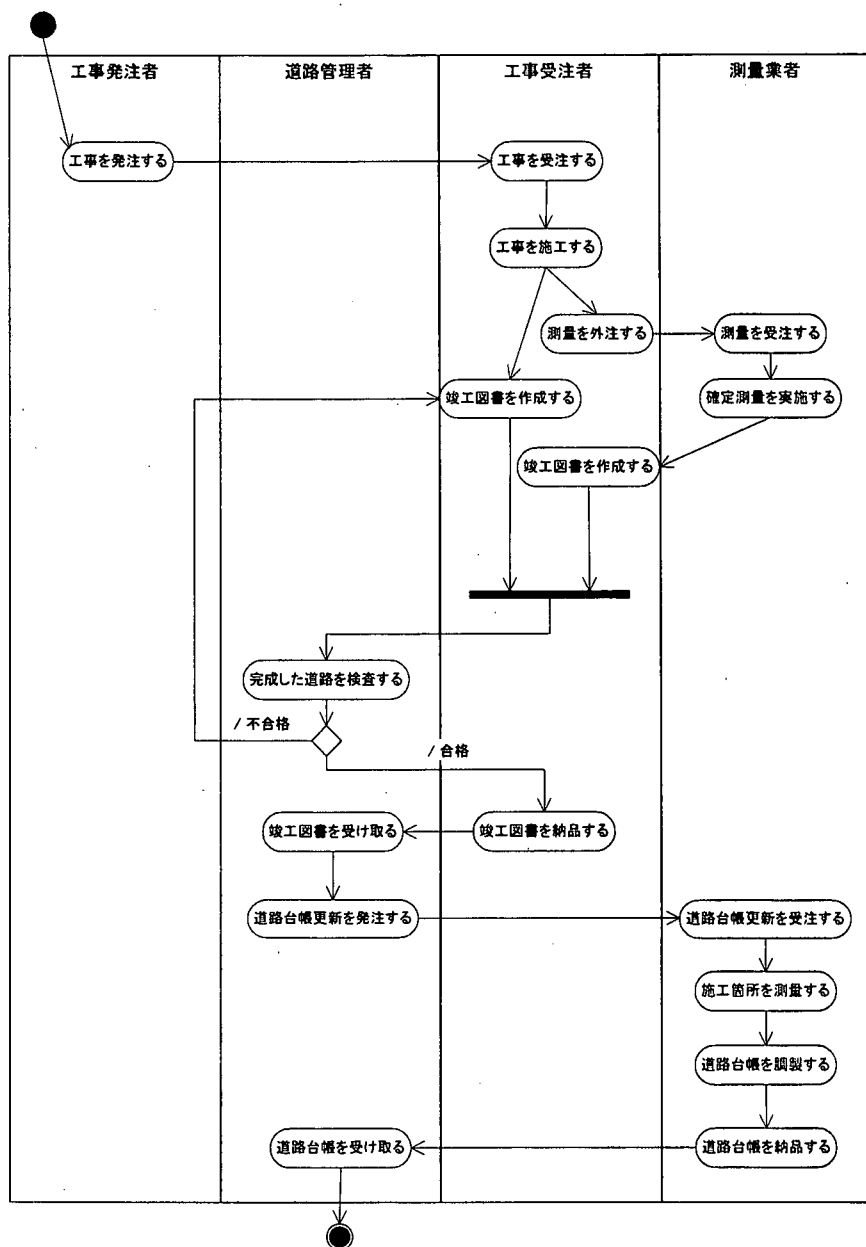 工事発注者
道路管理者
工事受注者
測量業者
工事を発注する
工事を受注する
工事を施工する
測量を外注する
測量を受注する
竣工図書を作成する
確定測量を実施する
竣工図書を作成する
完成した道路を検査する
/ 不合格
/ 合格
竣工図書を受け取る
竣工図書を納品する
道路台帳更新を発注する
道路台帳更新を受注する
施工箇所を測量する
道路台帳を調製する
道路台帳を受け取る
道路台帳を納品する